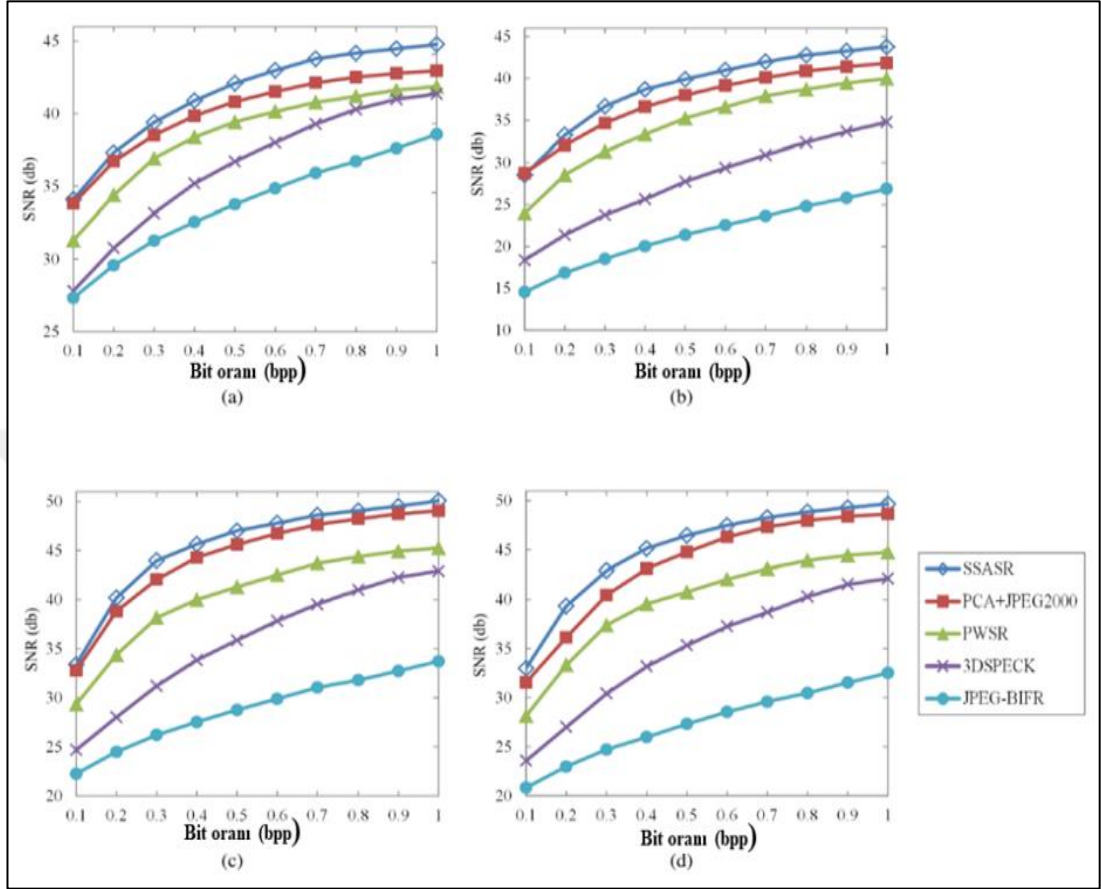 45
40
35
30
25
SNR (db)
0.1 0.2 0.3 0.4 0.5 0.6 0.7 0.8 0.9 1
Bit oranı (bpp)
(a)
45
40
35
30
25
20
15
10
SNR (db)
0.1 0.2 0.3 0.4 0.5 0.6 0.7 0.8 0.9 1
Bit oranı (bpp)
(b)
50
45
40
35
30
25
20
SNR (db)
0.1 0.2 0.3 0.4 0.5 0.6 0.7 0.8 0.9 1
Bit oranı (bpp)
(c)
50
45
40
35
30
25
20
SNR (db)
0.1 0.2 0.3 0.4 0.5 0.6 0.7 0.8 0.9 1
Bit oranı (bpp)
(d)
SSASR
PCA+JPEG2000
PWSR
3DSPECK
JPEG-BIFR